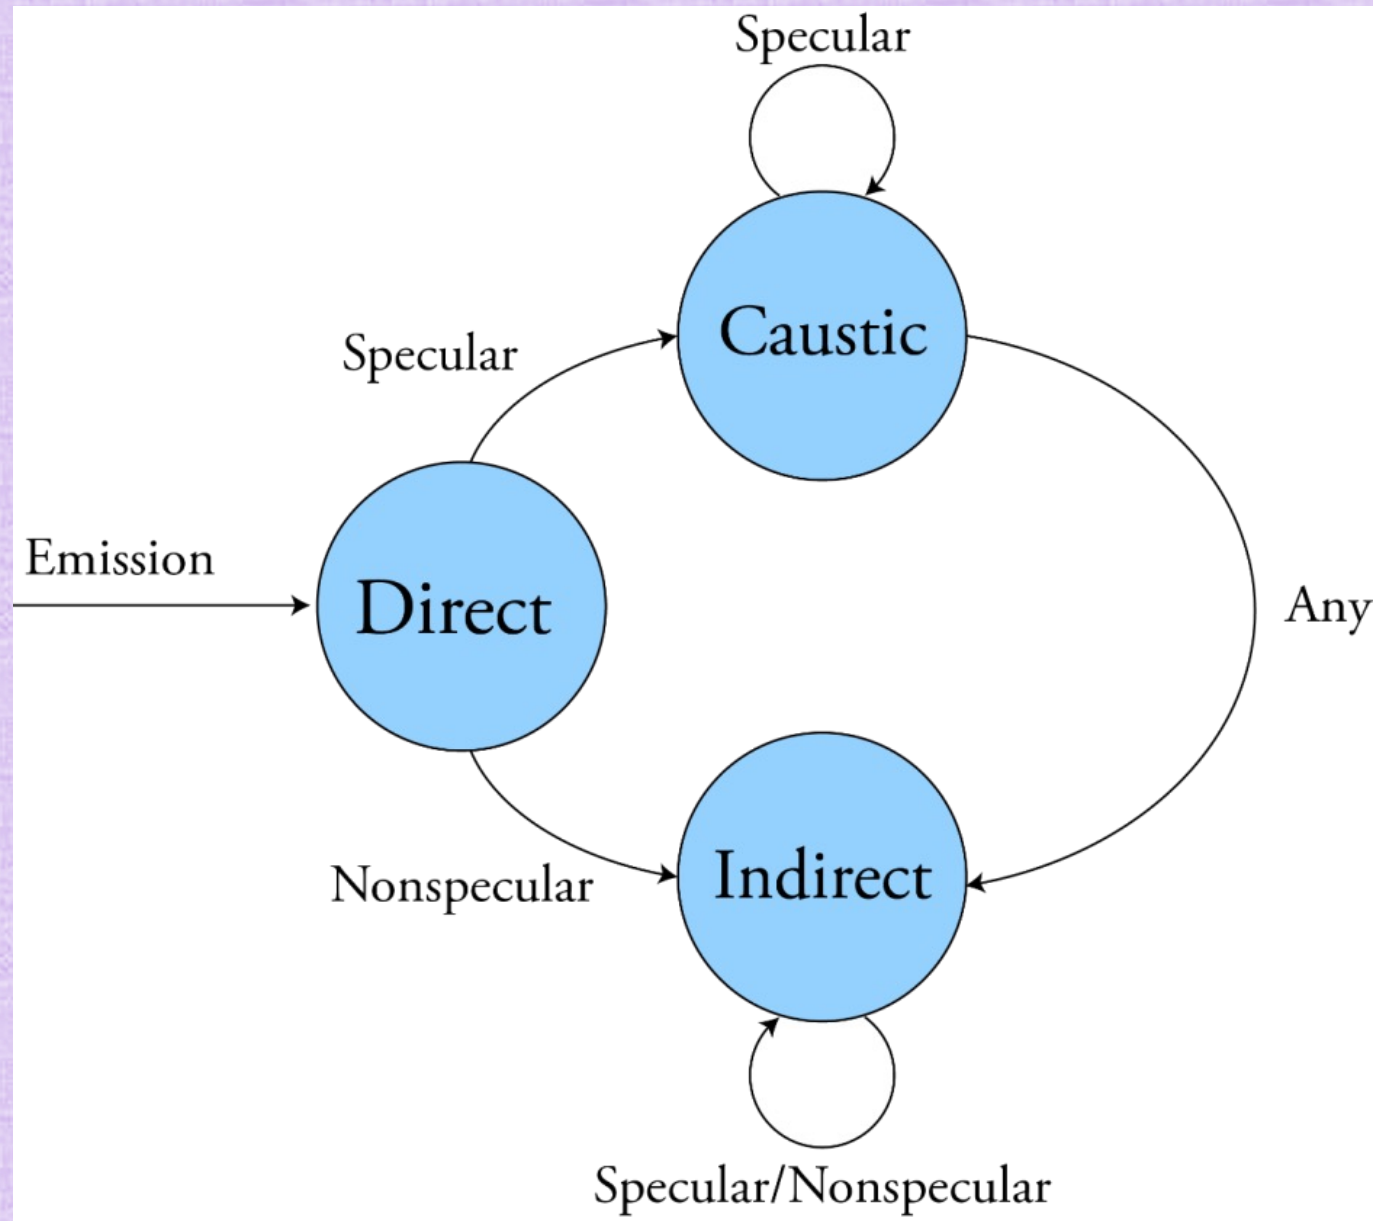 Specular
Caustic
Specular
Emission
Direct
Any
Nonspecular
Indirect
Specular/Nonspecular